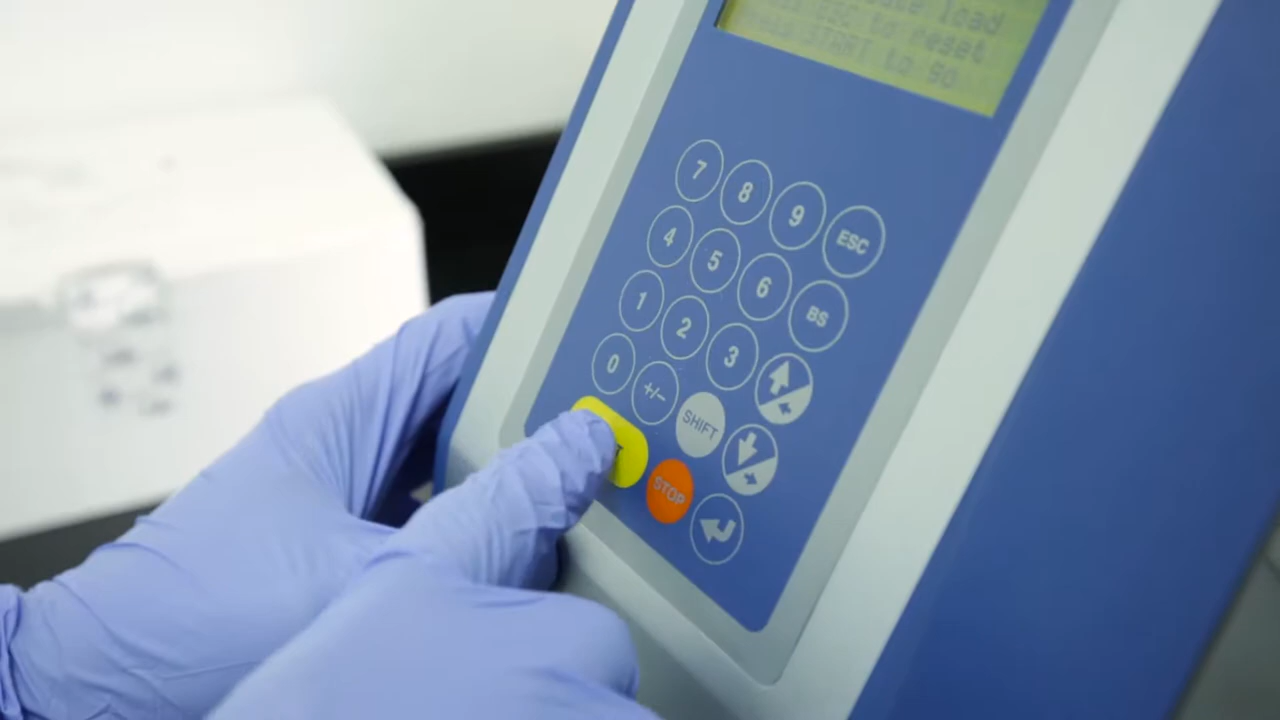 load
ESC to reset
START to go
7 8 9 ESC
4 5 6 BS
1 2 3
0 +/- SHIFT
STOP